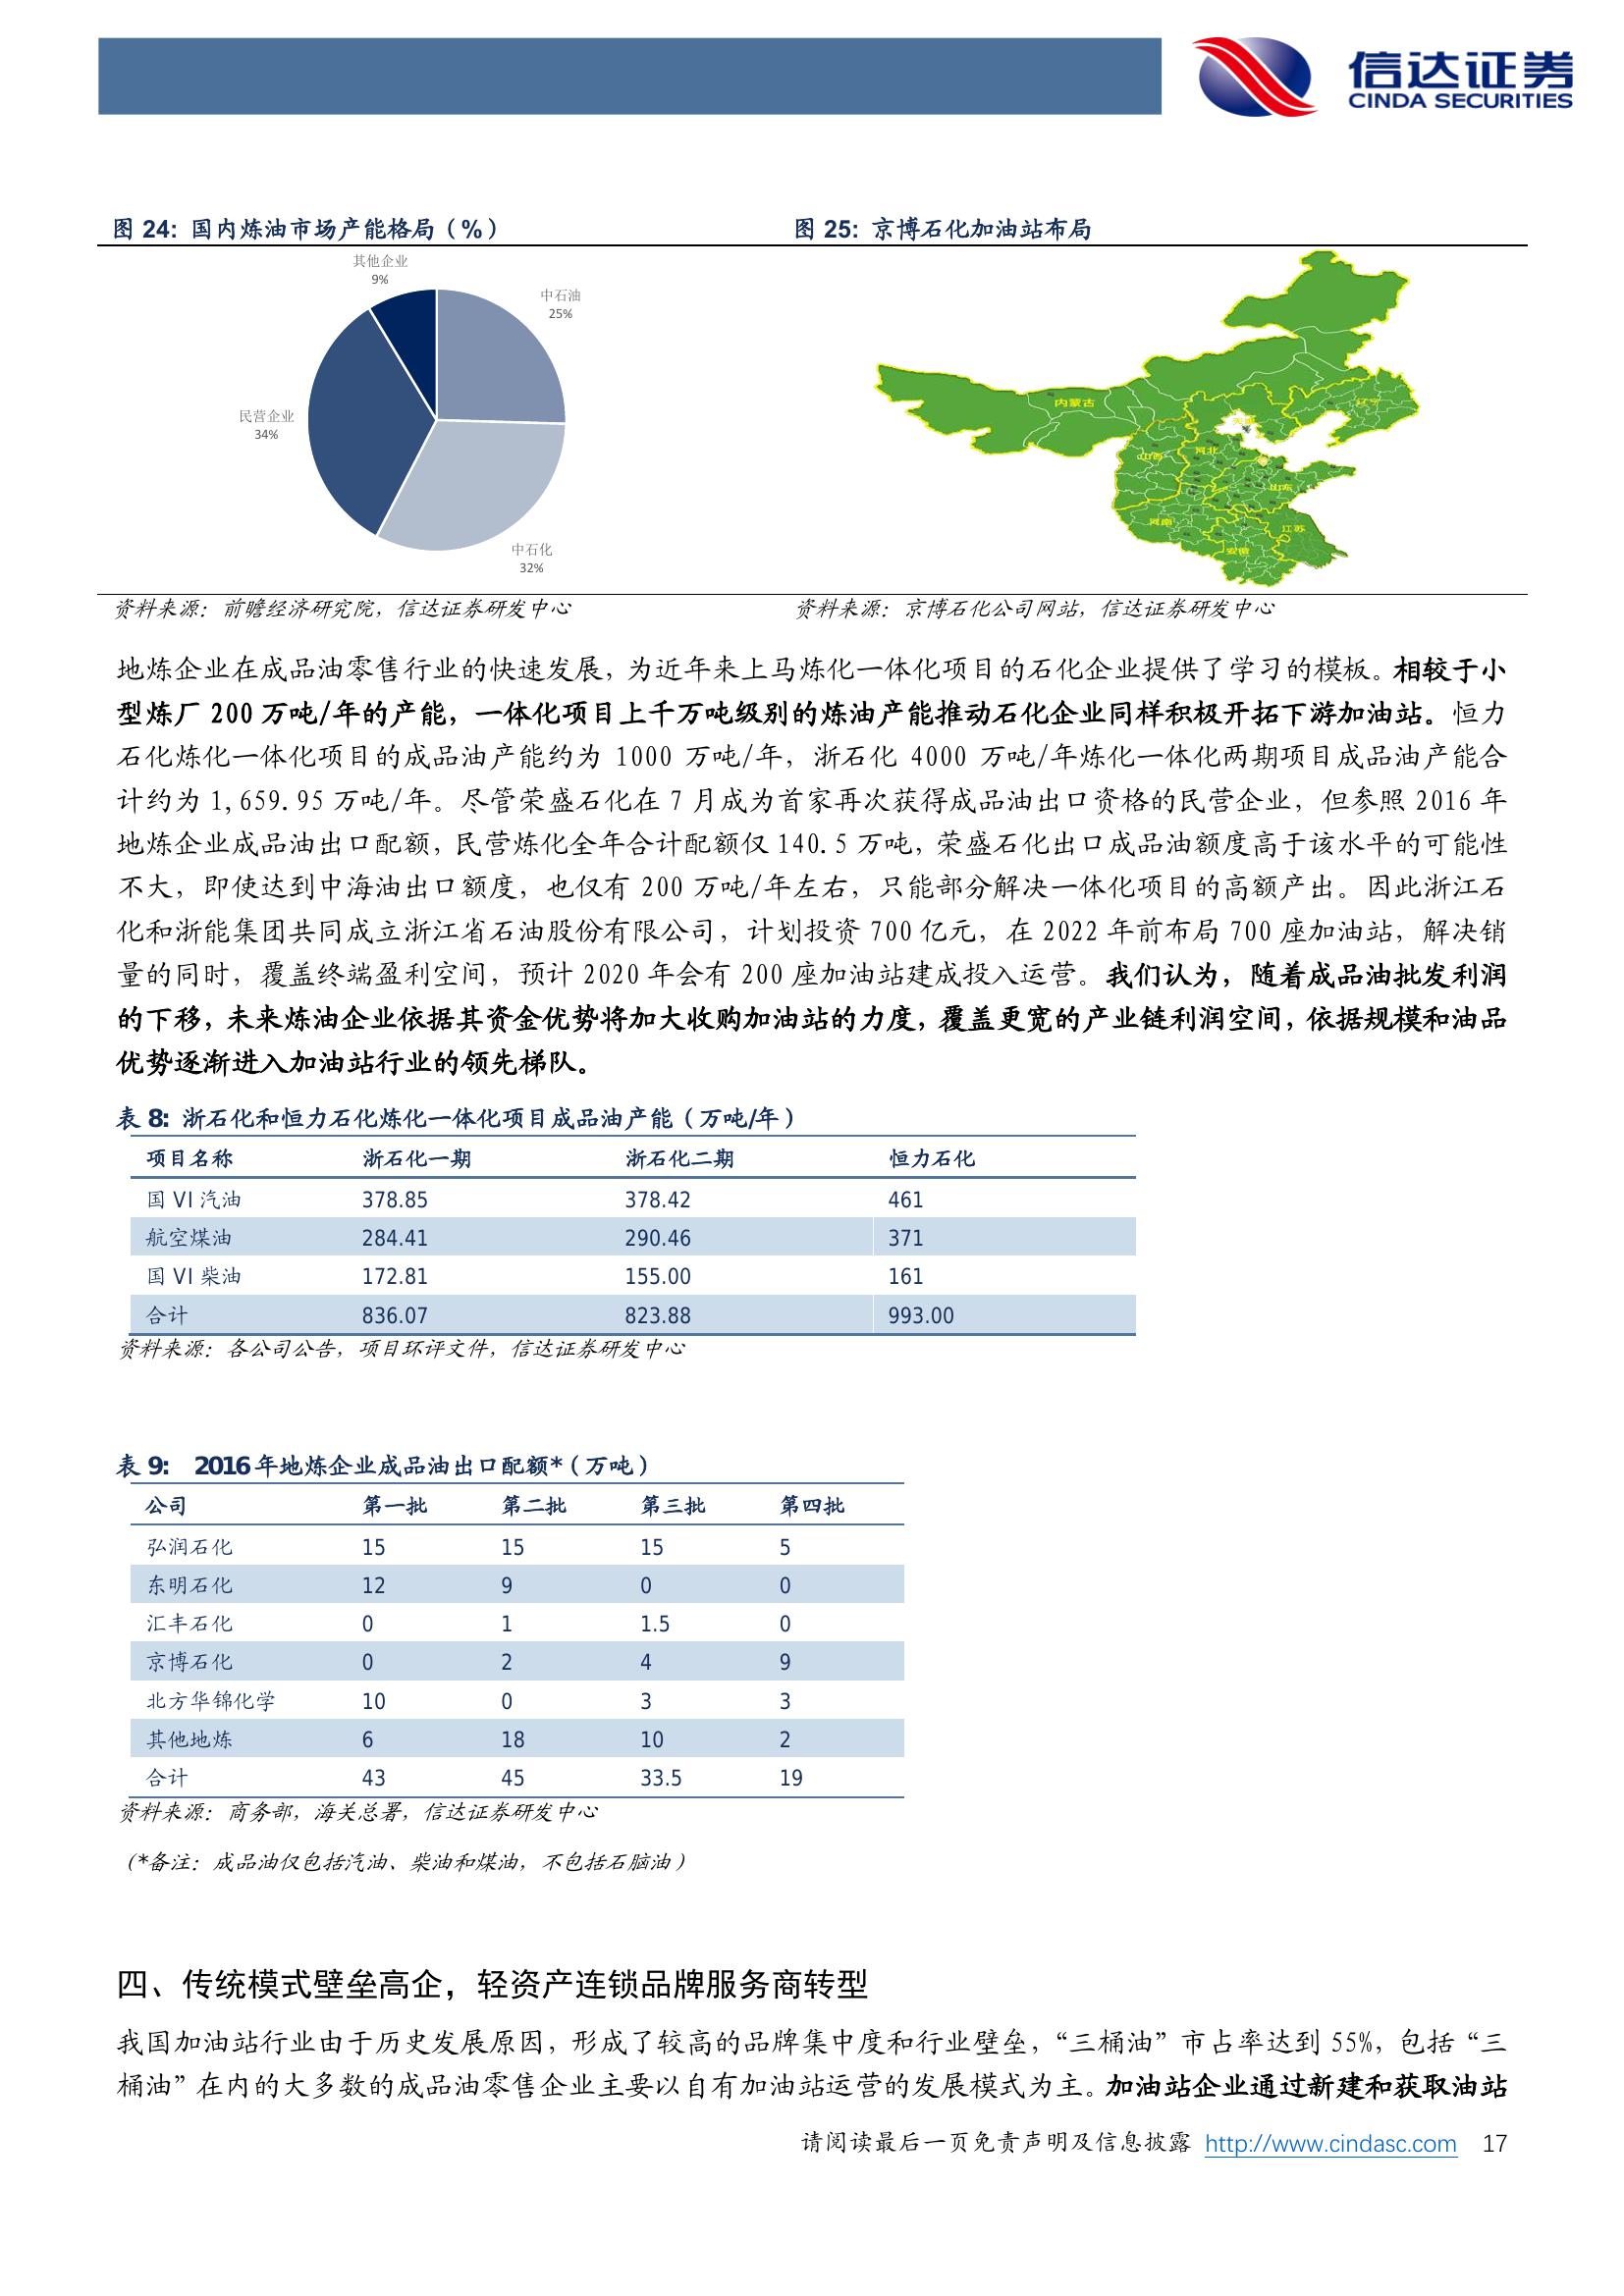 信达证券
CINDA SECURITIES
图 24: 国内炼油市场产能格局（%）
图 25: 京博石化加油站布局
其他企业
9%
中石油
25%
民营企业
34%
中石化
32%
内蒙古
辽宁
山西
河北
山东
河南
江苏
安徽
资料来源：前瞻经济研究院，信达证券研发中心
资料来源：京博石化公司网站，信达证券研发中心
地炼企业在成品油零售行业的快速发展，为近年来上马炼化一体化项目的石化企业提供了学习的模板。相较于小
型炼厂 200 万吨/年的产能，一体化项目上千万吨级别的炼油产能推动石化企业同样积极开拓下游加油站。恒力
石化炼化一体化项目的成品油产能约为 1000 万吨/年，浙石化 4000 万吨/年炼化一体化两期项目成品油产能合
计约为 1,659.95 万吨/年。尽管荣盛石化在 7 月成为首家再次获得成品油出口资格的民营企业，但参照 2016 年
地炼企业成品油出口配额，民营炼化全年合计配额仅 140.5 万吨，荣盛石化出口成品油额度高于该水平的可能性
不大，即使达到中海油出口额度，也仅有 200 万吨/年左右，只能部分解决一体化项目的高额产出。因此浙江石
化和浙能集团共同成立浙江省石油股份有限公司，计划投资 700 亿元，在 2022 年前布局 700 座加油站，解决销
量的同时，覆盖终端盈利空间，预计 2020 年会有 200 座加油站建成投入运营。我们认为，随着成品油批发利润
的下移，未来炼油企业依据其资金优势将加大收购加油站的力度，覆盖更宽的产业链利润空间，依据规模和油品
优势逐渐进入加油站行业的领先梯队。
表 8: 浙石化和恒力石化炼化一体化项目成品油产能（万吨/年）
项目名称 浙石化一期 浙石化二期 恒力石化
国 VI 汽油 378.85 378.42 461
航空煤油 284.41 290.46 371
国 VI 柴油 172.81 155.00 161
合计 836.07 823.88 993.00
资料来源：各公司公告，项目环评文件，信达证券研发中心
表 9: 2016 年地炼企业成品油出口配额*（万吨）
公司 第一批 第二批 第三批 第四批
弘润石化 15 15 15 5
东明石化 12 9 0 0
汇丰石化 0 1 1.5 0
京博石化 0 2 4 9
北方华锦化学 10 0 3 3
其他地炼 6 18 10 2
合计 43 45 33.5 19
资料来源：商务部，海关总署，信达证券研发中心
（*备注：成品油仅包括汽油、柴油和煤油，不包括石脑油）
四、传统模式壁垒高企，轻资产连锁品牌服务商转型
我国加油站行业由于历史发展原因，形成了较高的品牌集中度和行业壁垒，“三桶油”市占率达到 55%，包括“三
桶油”在内的大多数的成品油零售企业主要以自有加油站运营的发展模式为主。加油站企业通过新建和获取油站
请阅读最后一页免责声明及信息披露 http://www.cindasc.com 17